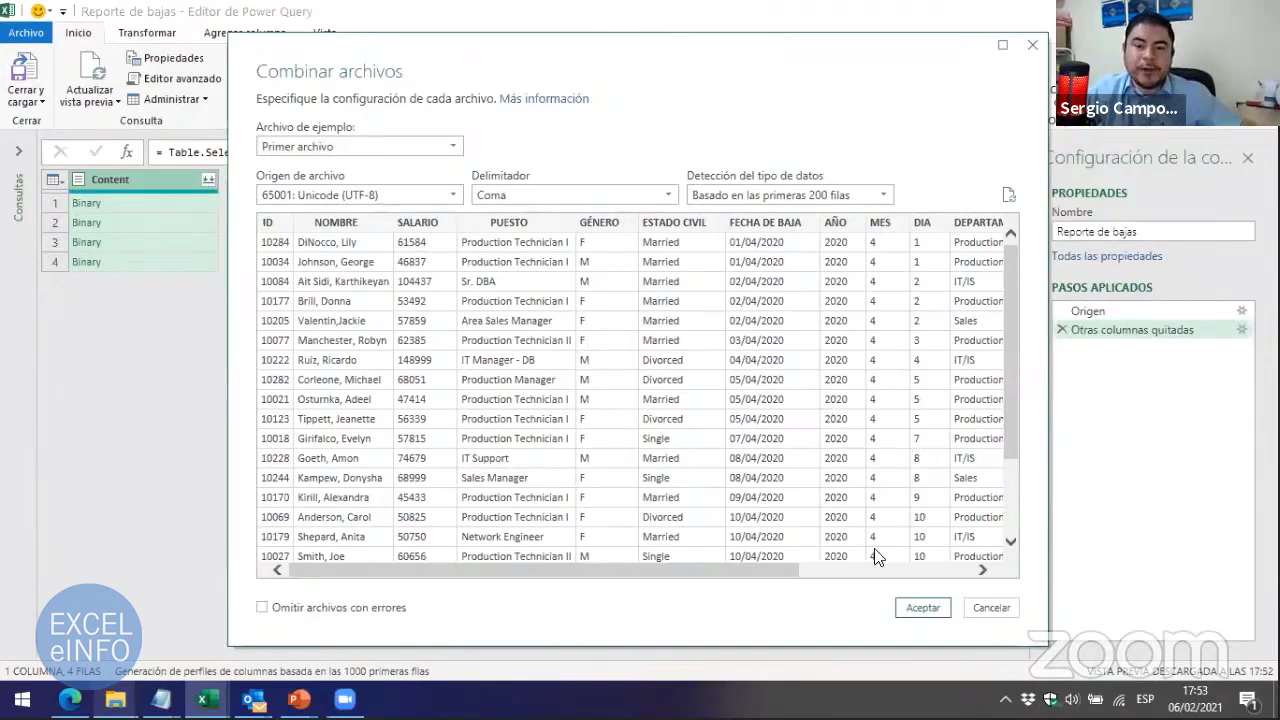 Reporte de bajas - Editor de Power Query
Archivo
Inicio
Transformar
Vista
Cerrar y
cargar
Actualizar
vista previa
Propiedades
Editor avanzado
Administrar
Cerrar
Consulta
fx
= Table.Sele
Consultas
Content
1 Binary
2 Binary
3 Binary
4 Binary
Combinar archivos
Especifique la configuración de cada archivo. Más información
Archivo de ejemplo:
Primer archivo
Origen de archivo
Delimitador
Detección del tipo de datos
65001: Unicode (UTF-8)
Coma
Basado en las primeras 200 filas
ID NOMBRE SALARIO PUESTO GÉNERO ESTADO CIVIL FECHA DE BAJA AÑO MES DIA DEPARTAM
10284 DiNocco, Lily 61584 Production Technician I F Married 01/04/2020 2020 4 1 Production
10034 Johnson, George 46837 Production Technician I M Married 01/04/2020 2020 4 1 Production
10084 Ait Sidi, Karthikeyan 104437 Sr. DBA M Married 02/04/2020 2020 4 2 IT/IS
10177 Brill, Donna 53492 Production Technician I F Married 02/04/2020 2020 4 2 Production
10205 Valentin,Jackie 57859 Area Sales Manager F Married 02/04/2020 2020 4 2 Sales
10077 Manchester, Robyn 62385 Production Technician II F Married 03/04/2020 2020 4 3 Production
10222 Ruiz, Ricardo 148999 IT Manager - DB M Divorced 04/04/2020 2020 4 4 IT/IS
10282 Corleone, Michael 68051 Production Manager M Divorced 05/04/2020 2020 4 5 Production
10021 Osturnka, Adeel 47414 Production Technician I M Married 05/04/2020 2020 4 5 Production
10123 Tippett, Jeanette 56339 Production Technician I F Divorced 05/04/2020 2020 4 5 Production
10018 Girifalco, Evelyn 57815 Production Technician I F Single 07/04/2020 2020 4 7 Production
10228 Goeth, Amon 74679 IT Support M Married 08/04/2020 2020 4 8 IT/IS
10244 Kampew, Donysha 68999 Sales Manager F Single 08/04/2020 2020 4 8 Sales
10170 Kirill, Alexandra 45433 Production Technician I F Married 09/04/2020 2020 4 9 Production
10069 Anderson, Carol 50825 Production Technician I F Divorced 10/04/2020 2020 4 10 Production
10179 Shepard, Anita 50750 Network Engineer F Married 10/04/2020 2020 4 10 IT/IS
10027 Smith, Joe 60656 Production Technician II M Single 10/04/2020 2020 4 10 Production
Omitir archivos con errores
Aceptar
Cancelar
Sergio Campo...
Configuración de la co...
PROPIEDADES
Nombre
Reporte de bajas
Todas las propiedades
PASOS APLICADOS
Origen
Otras columnas quitadas
EXCEL
eINFO
zoom
1 COLUMNA, 4 FILAS
Generación de perfiles de columnas basada en las 1000 primeras filas
VISTA PREVIA DESCARGADA A LAS 17:52
ESP
17:53
06/02/2021
1